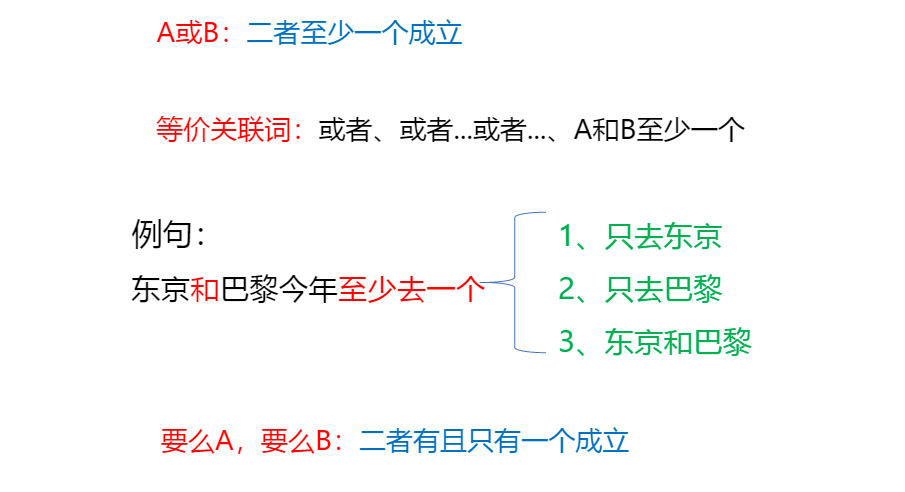 A或B：二者至少一个成立
等价关联词：或者、或者...或者...、A和B至少一个
例句：
东京和巴黎今年至少去一个
1、只去东京
2、只去巴黎
3、东京和巴黎
要么A，要么B：二者有且只有一个成立